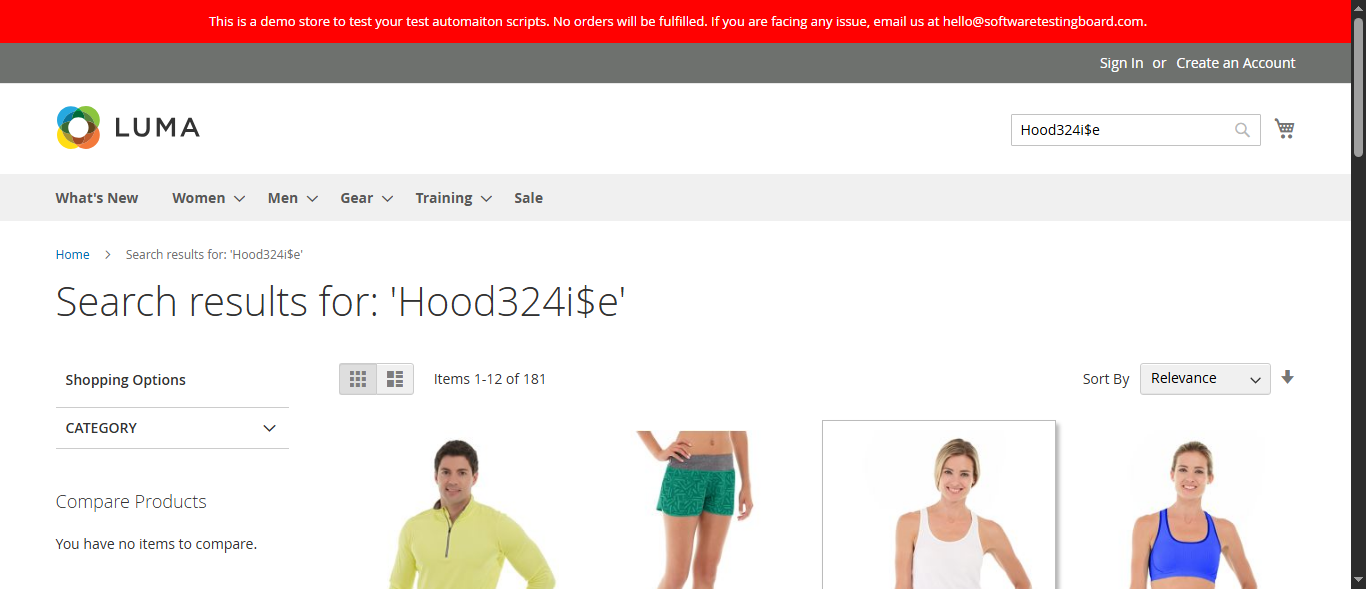 This is a demo store to test your test automaiton scripts. No orders will be fulfilled. If you are facing any issue, email us at hello@softwaretestingboard.com.
Sign In or Create an Account
LUMA
Hood324i$e
What's New Women Men Gear Training Sale
Home > Search results for: 'Hood324i$e'
Search results for: 'Hood324i$e'
Shopping Options
Items 1-12 of 181
Sort By Relevance
CATEGORY
Compare Products
You have no items to compare.